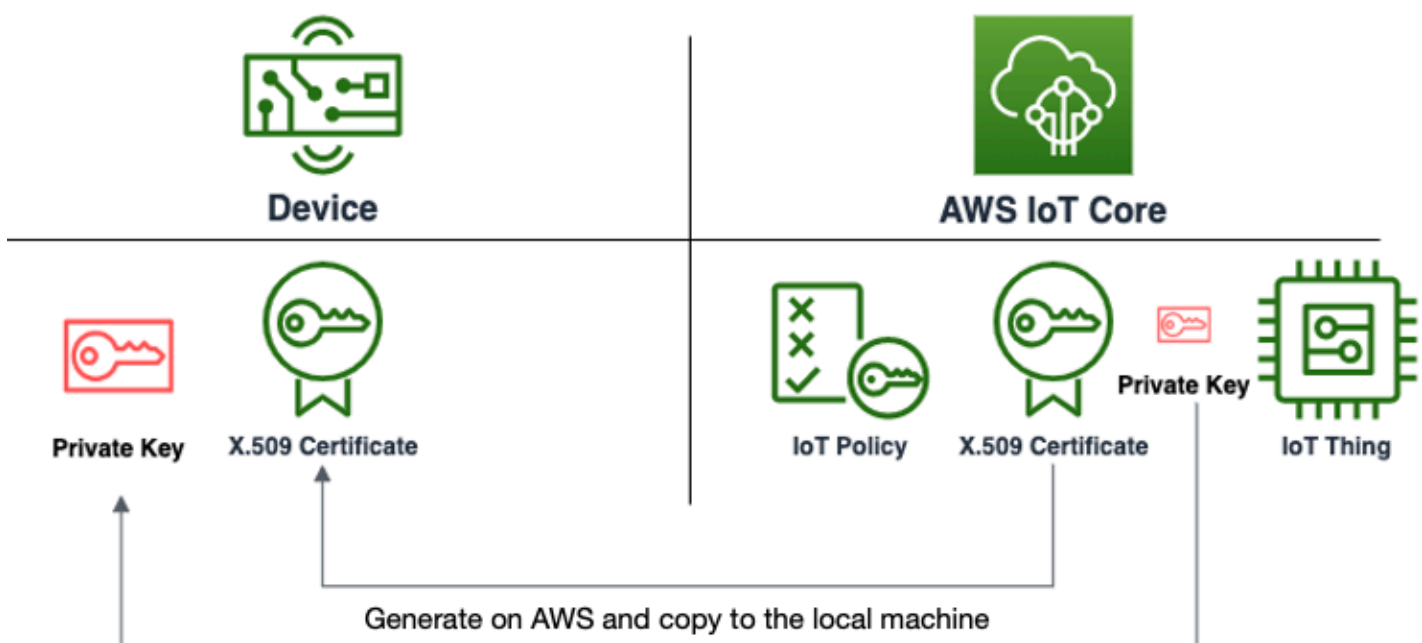 Device
AWS IoT Core
Private Key
X.509 Certificate
IoT Policy
X.509 Certificate
Private Key
IoT Thing
Generate on AWS and copy to the local machine